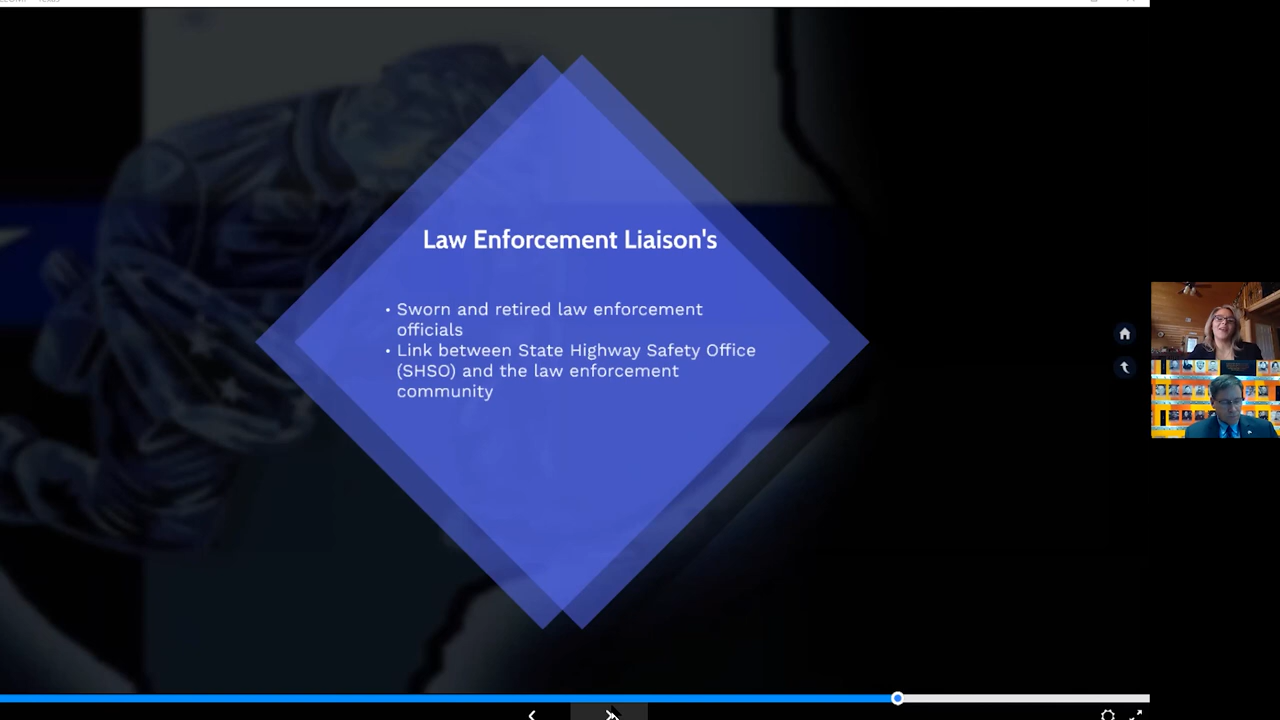 Law Enforcement Liaison's
• Sworn and retired law enforcement
officials
• Link between State Highway Safety Office
(SHSO) and the law enforcement
community